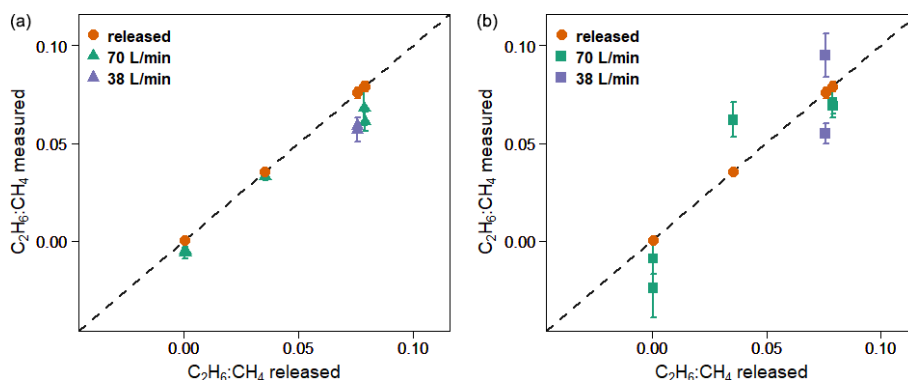 (a)
released
70 L/min
38 L/min
0.10
0.05
0.00
C₂H₆:CH₄ measured
0.00
0.05
0.10
C₂H₆:CH₄ released
(b)
released
70 L/min
38 L/min
0.10
0.05
0.00
C₂H₆:CH₄ measured
0.00
0.05
0.10
C₂H₆:CH₄ released